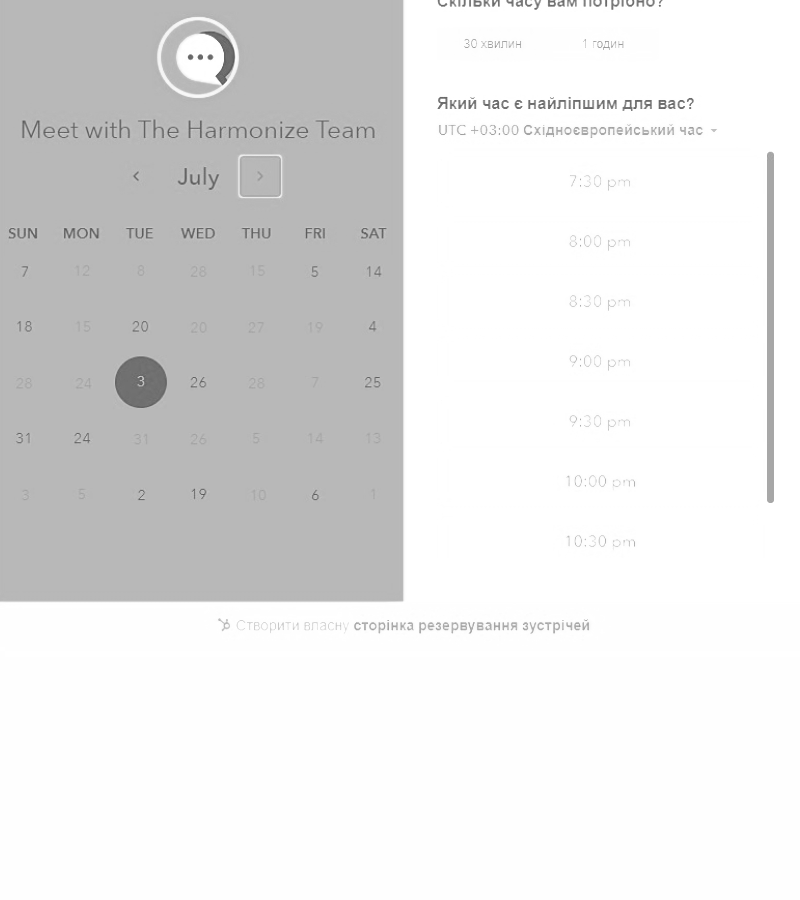 Meet with The Harmonize Team
July
SUN MON TUE WED THU FRI SAT
7 12 8 28 15 5 14
18 15 20 20 27 19 4
28 24 3 26 28 7 25
31 24 31 26 5 14 13
3 5 2 19 10 6 1
Скільки часу вам потрібно?
30 хвилин 1 годин
Який час є найліпшим для вас?
UTC +03:00 Східноєвропейський час
7:30 pm
8:00 pm
8:30 pm
9:00 pm
9:30 pm
10:00 pm
10:30 pm
Створити власну сторінка резервування зустрічей